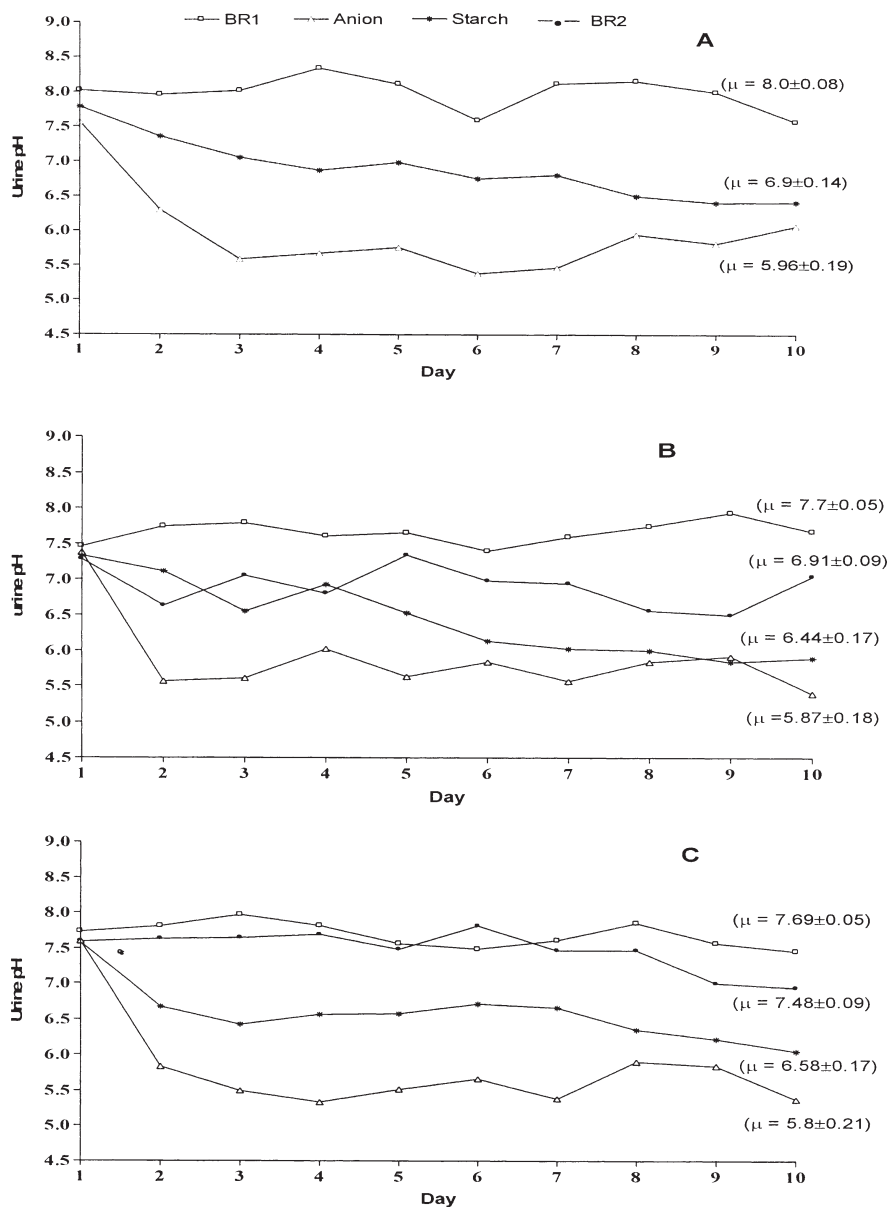 BR1 Anion Starch BR2
A
9.0
8.5
8.0
7.5
7.0
6.5
6.0
5.5
5.0
4.5
Urine pH
(μ = 8.0±0.08)
(μ = 6.9±0.14)
(μ = 5.96±0.19)
1 2 3 4 5 6 7 8 9 10
Day
B
9.0
8.5
8.0
7.5
7.0
6.5
6.0
5.5
5.0
4.5
urine pH
(μ = 7.7±0.05)
(μ = 6.91±0.09)
(μ = 6.44±0.17)
(μ =5.87±0.18)
1 2 3 4 5 6 7 8 9 10
Day
C
9.0
8.5
8.0
7.5
7.0
6.5
6.0
5.5
5.0
4.5
Urine pH
(μ = 7.69±0.05)
(μ = 7.48±0.09)
(μ = 6.58±0.17)
(μ = 5.8±0.21)
1 2 3 4 5 6 7 8 9 10
Day